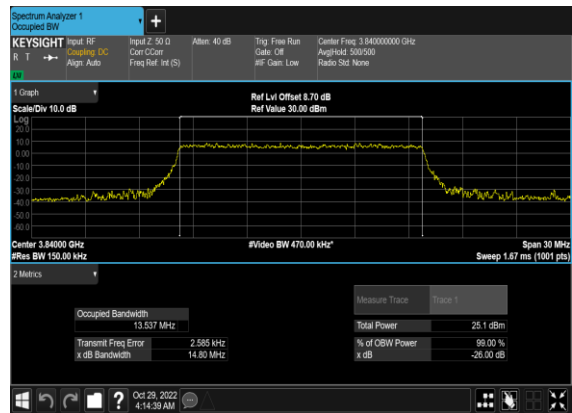 Spectrum Analyzer 1
Occupied BW
+
KEYSIGHT Input: RF Input Z: 50 Ω Atten: 40 dB Trig: Free Run Center Freq: 3.840000000 GHz
R T Coupling: DC Corr CCorr Gate: Off Avg|Hold: 500/500
Align: Auto Freq Ref: Int (S) #IF Gain: Low Radio Std: None
LW
1 Graph
Ref Lvl Offset 8.70 dB
Scale/Div 10.0 dB Ref Value 30.00 dBm
Log
20.0
10.0
0.00
-10.0
-20.0
-30.0
-40.0
-50.0
-60.0
Center 3.84000 GHz #Video BW 470.00 kHz* Span 30 MHz
#Res BW 150.00 kHz Sweep 1.67 ms (1001 pts)
2 Metrics
Measure Trace Trace 1
Occupied Bandwidth
13.537 MHz Total Power 25.1 dBm
Transmit Freq Error 2.585 kHz % of OBW Power 99.00 %
x dB Bandwidth 14.80 MHz x dB -26.00 dB
? Oct 29, 2022
4:14:39 AM